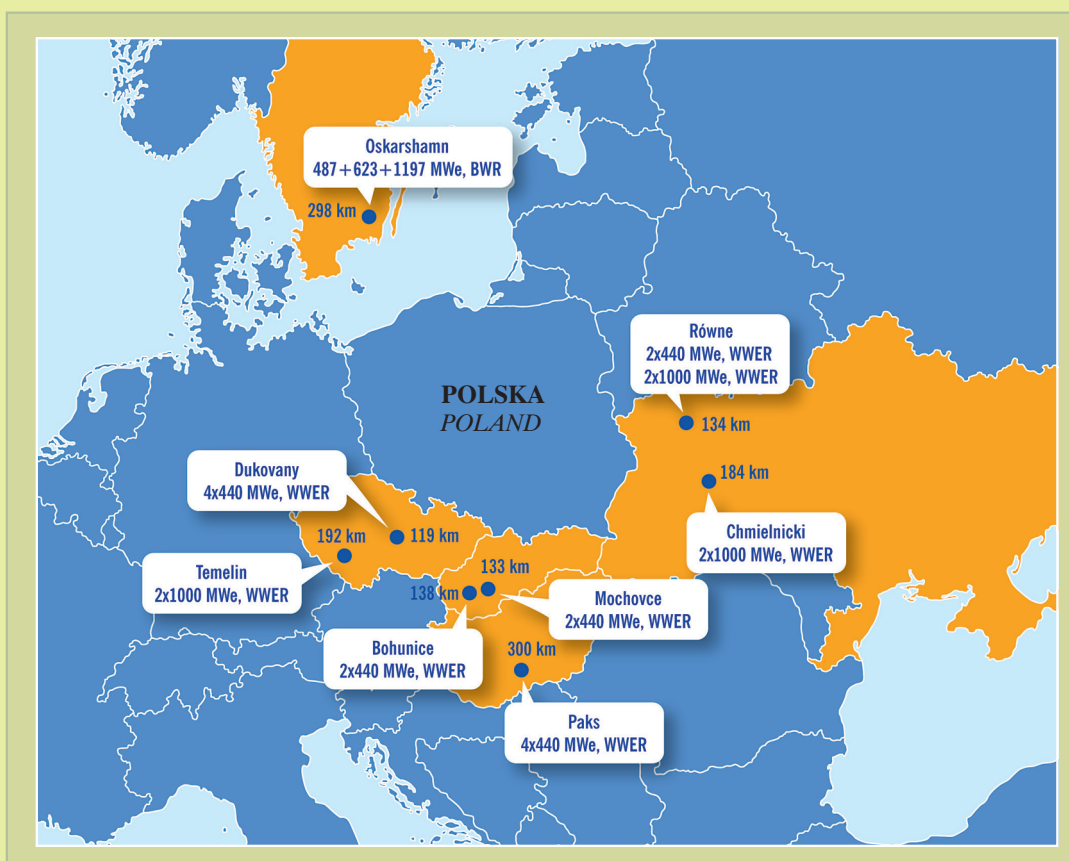 Oskarshamn
487+623+1197 MWe, BWR
298 km
Równe
2x440 MWe, WWER
2x1000 MWe, WWER
134 km
POLSKA
POLAND
184 km
Chmielnicki
2x1000 MWe, WWER
Dukovany
4x440 MWe, WWER
119 km
192 km
Temelin
2x1000 MWe, WWER
133 km
Mochovce
2x440 MWe, WWER
138 km
Bohunice
2x440 MWe, WWER
300 km
Paks
4x440 MWe, WWER